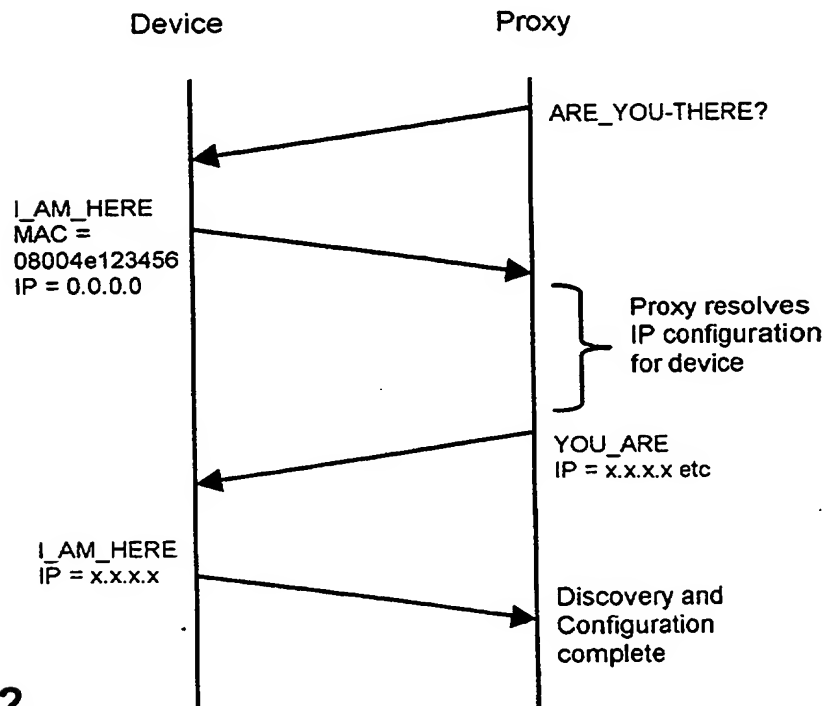 Device
Proxy
ARE_YOU-THERE?
I_AM_HERE
MAC =
08004e123456
IP = 0.0.0.0
Proxy resolves
IP configuration
for device
YOU_ARE
IP = x.x.x.x etc
I_AM_HERE
IP = x.x.x.x
Discovery and
Configuration
complete
2